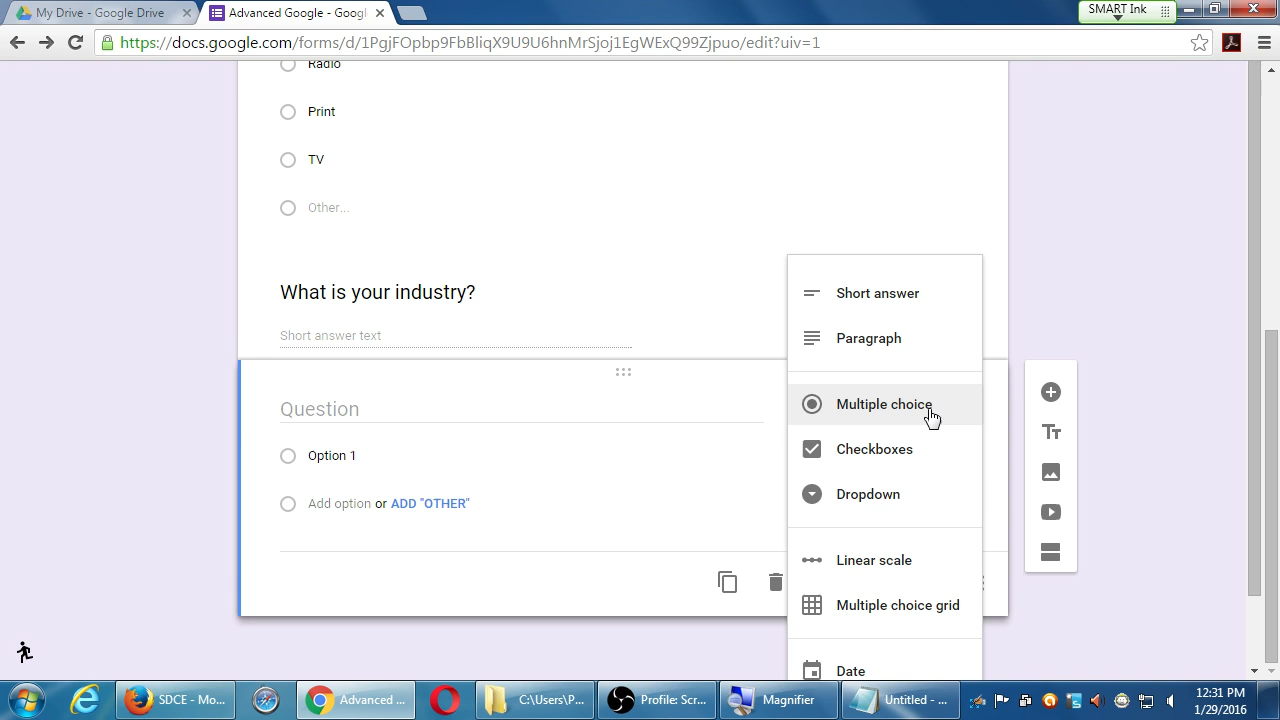 My Drive - Google Drive
Advanced Google - Googl
SMART Ink
https://docs.google.com/forms/d/1PgjFOpbp9FbBliqX9U9U6hnMrSjoj1EgWExQ99Zjpuo/edit?uiv=1
Radio
Print
TV
Other...
What is your industry?
Short answer text
Question
Option 1
Add option or ADD "OTHER"
Short answer
Paragraph
Multiple choice
Checkboxes
Dropdown
Linear scale
Multiple choice grid
Date
SDCE - Mo...
Advanced ...
C:\Users\P...
Profile: Scr...
Magnifier
Untitled - ...
12:31 PM
1/29/2016